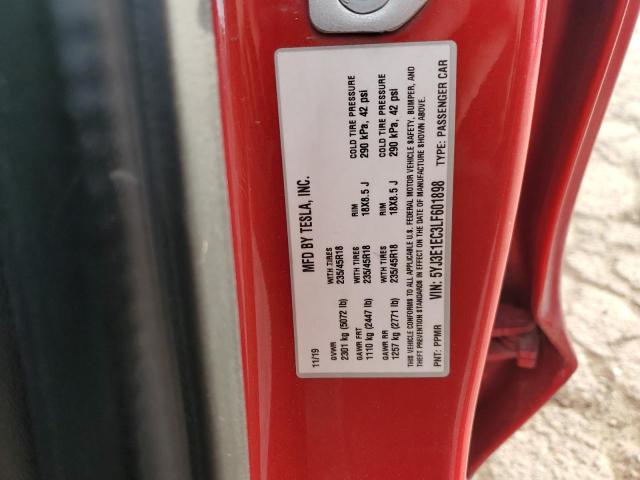 11/19 MFD BY TESLA, INC.
GVWR WITH TIRES RIM COLD TIRE PRESSURE
2301 kg (5072 lb) 235/45R18 18X8.5 J 290 kPa, 42 psi
GAWR FRT WITH TIRES RIM COLD TIRE PRESSURE
1110 kg (2447 lb) 235/45R18 18X8.5 J 290 kPa, 42 psi
GAWR RR WITH TIRES
1257 kg (2771 lb) 235/45R18
THIS VEHICLE CONFORMS TO ALL APPLICABLE U.S. FEDERAL MOTOR VEHICLE SAFETY, BUMPER, AND
THEFT PREVENTION STANDARDS IN EFFECT ON THE DATE OF MANUFACTURE SHOWN ABOVE.
PNT: PPMR VIN: 5YJ3E1EC3LF601898 TYPE: PASSENGER CAR